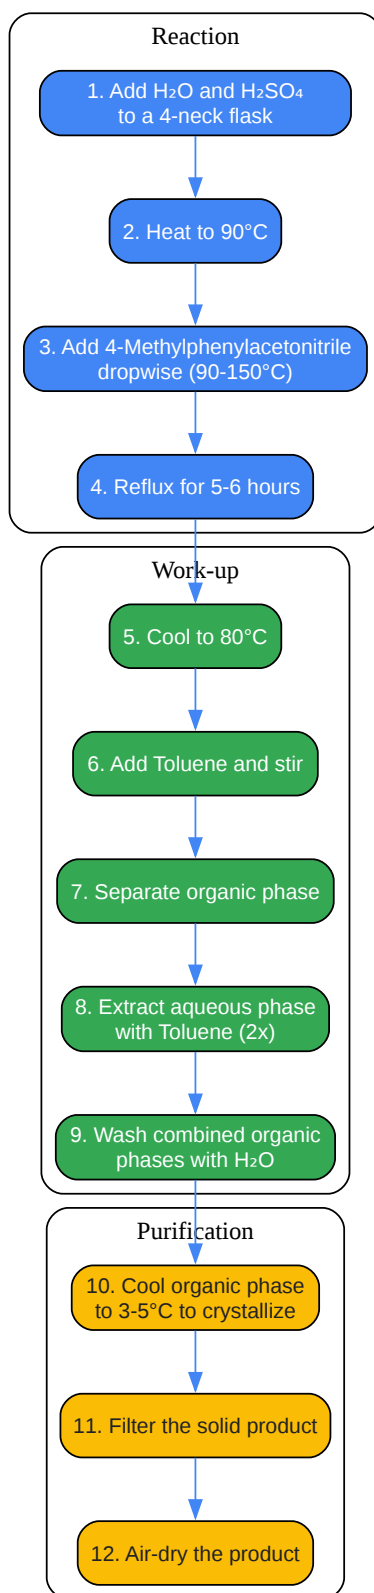 Reaction
1. Add H₂O and H₂SO₄
to a 4-neck flask
2. Heat to 90°C
3. Add 4-Methylphenylacetonitrile
dropwise (90-150°C)
4. Reflux for 5-6 hours
Work-up
5. Cool to 80°C
6. Add Toluene and stir
7. Separate organic phase
8. Extract aqueous phase
with Toluene (2x)
9. Wash combined organic
phases with H₂O
Purification
10. Cool organic phase
to 3-5°C to crystallize
11. Filter the solid product
12. Air-dry the product